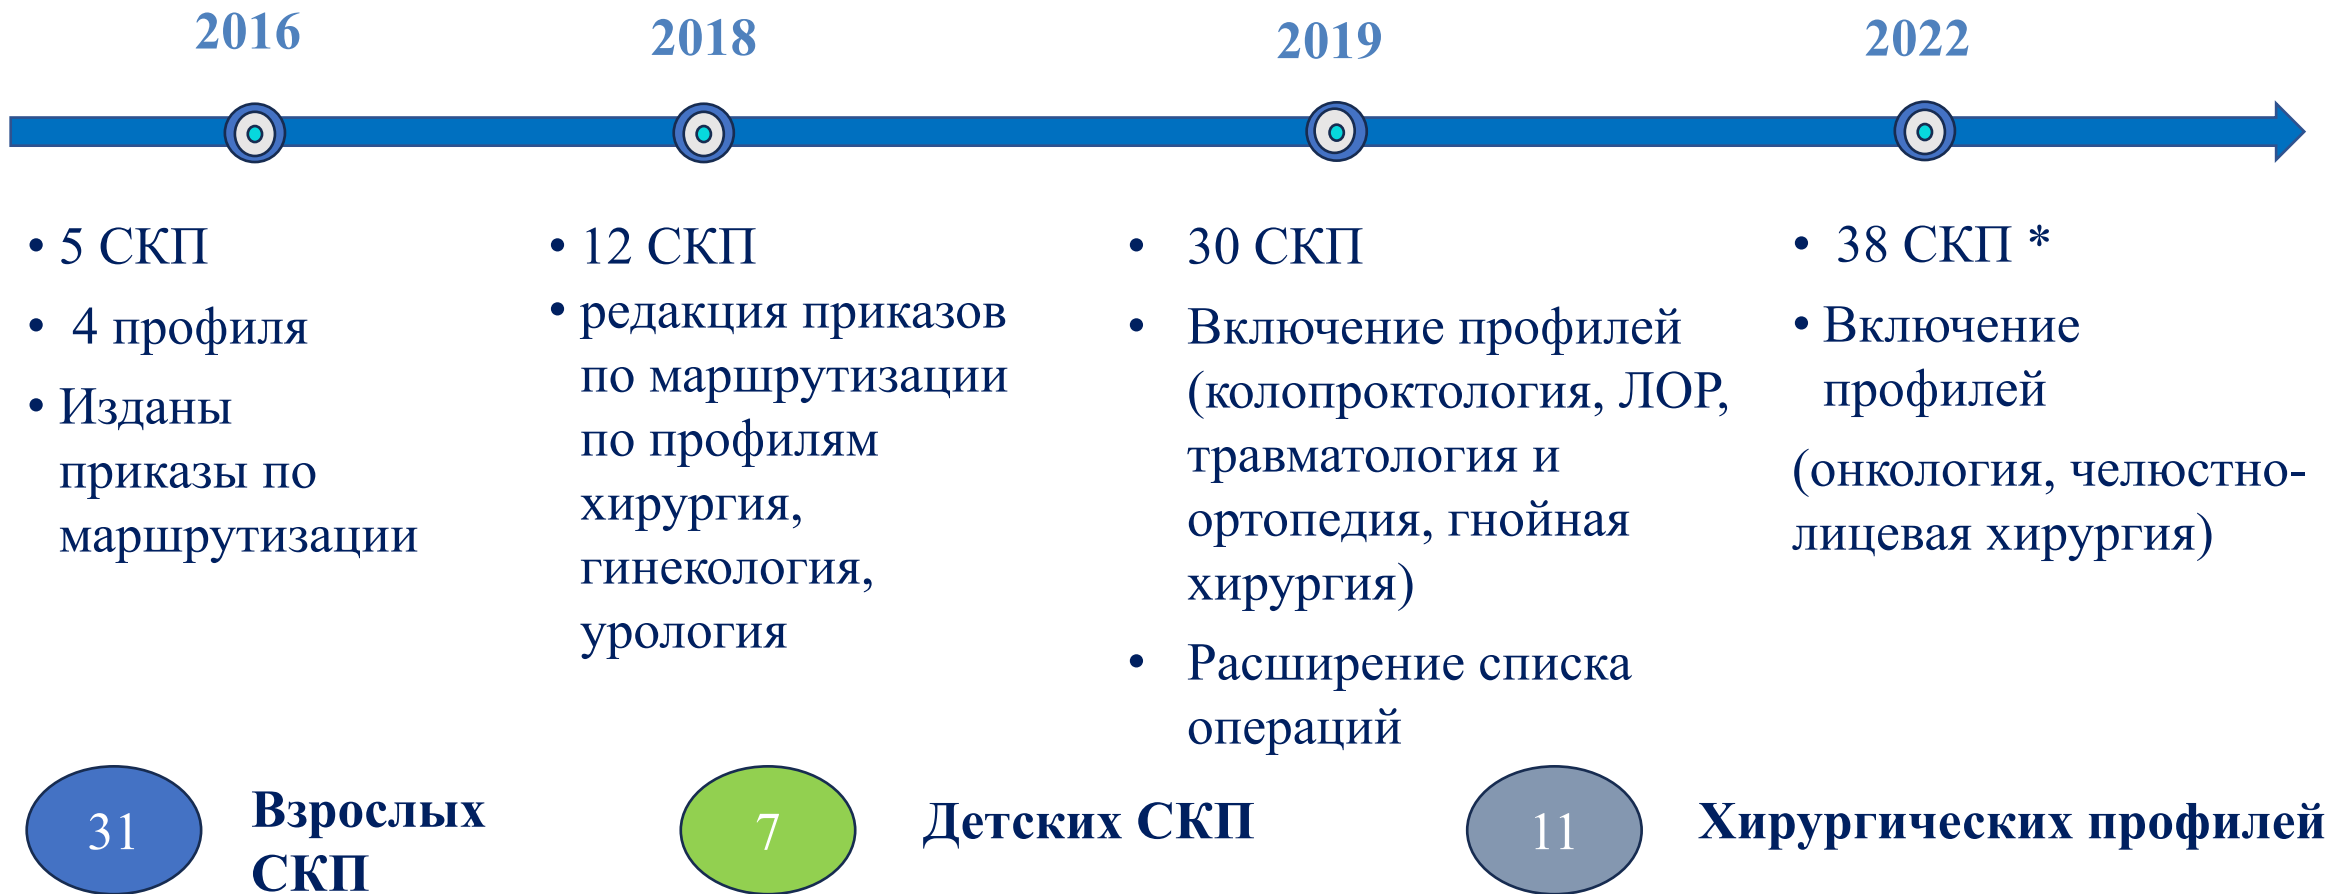 2016
2018
2019
2022
• 5 СКП
• 4 профиля
• Изданы
приказы по
маршрутизации
• 12 СКП
• редакция приказов
по маршрутизации
по профилям
хирургия,
гинекология,
урология
• 30 СКП
• Включение профилей
(колопроктология, ЛОР,
травматология и
ортопедия, гнойная
хирургия)
• Расширение списка
операций
• 38 СКП *
• Включение
профилей
(онкология, челюстно-
лицевая хирургия)
31
Взрослых
СКП
7
Детских СКП
11
Хирургических профилей